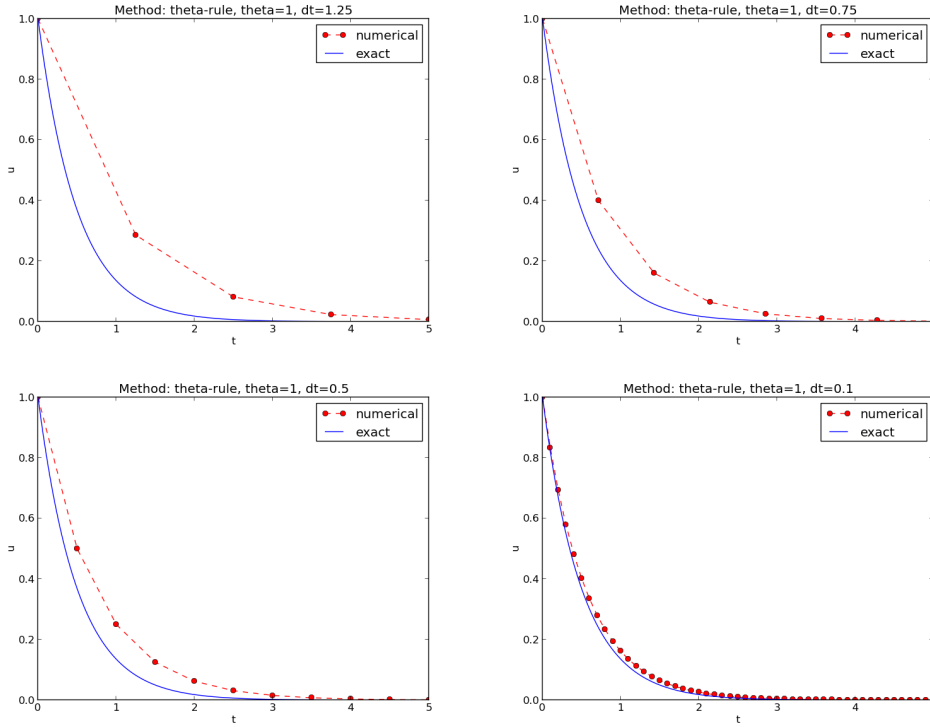 Method: theta-rule, theta=1, dt=1.25
1.0
0.8
0.6
0.4
0.2
0.0
u
numerical
exact
0 1 2 3 4 5
t
Method: theta-rule, theta=1, dt=0.75
1.0
0.8
0.6
0.4
0.2
0.0
u
numerical
exact
0 1 2 3 4
t
Method: theta-rule, theta=1, dt=0.5
1.0
0.8
0.6
0.4
0.2
0.0
u
numerical
exact
0 1 2 3 4 5
t
Method: theta-rule, theta=1, dt=0.1
1.0
0.8
0.6
0.4
0.2
0.0
u
numerical
exact
0 1 2 3 4
t